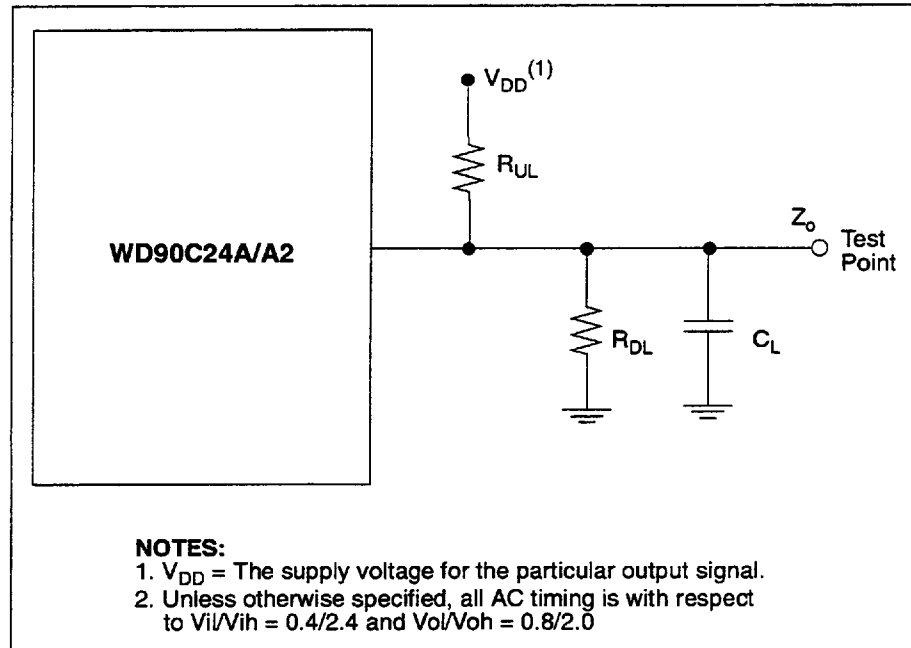 V_DD(1)
R_UL
WD90C24A/A2
Z_o
Test
Point
R_DL
C_L
NOTES:
1. V_DD = The supply voltage for the particular output signal.
2. Unless otherwise specified, all AC timing is with respect
to Vil/Vih = 0.4/2.4 and Vol/Voh = 0.8/2.0